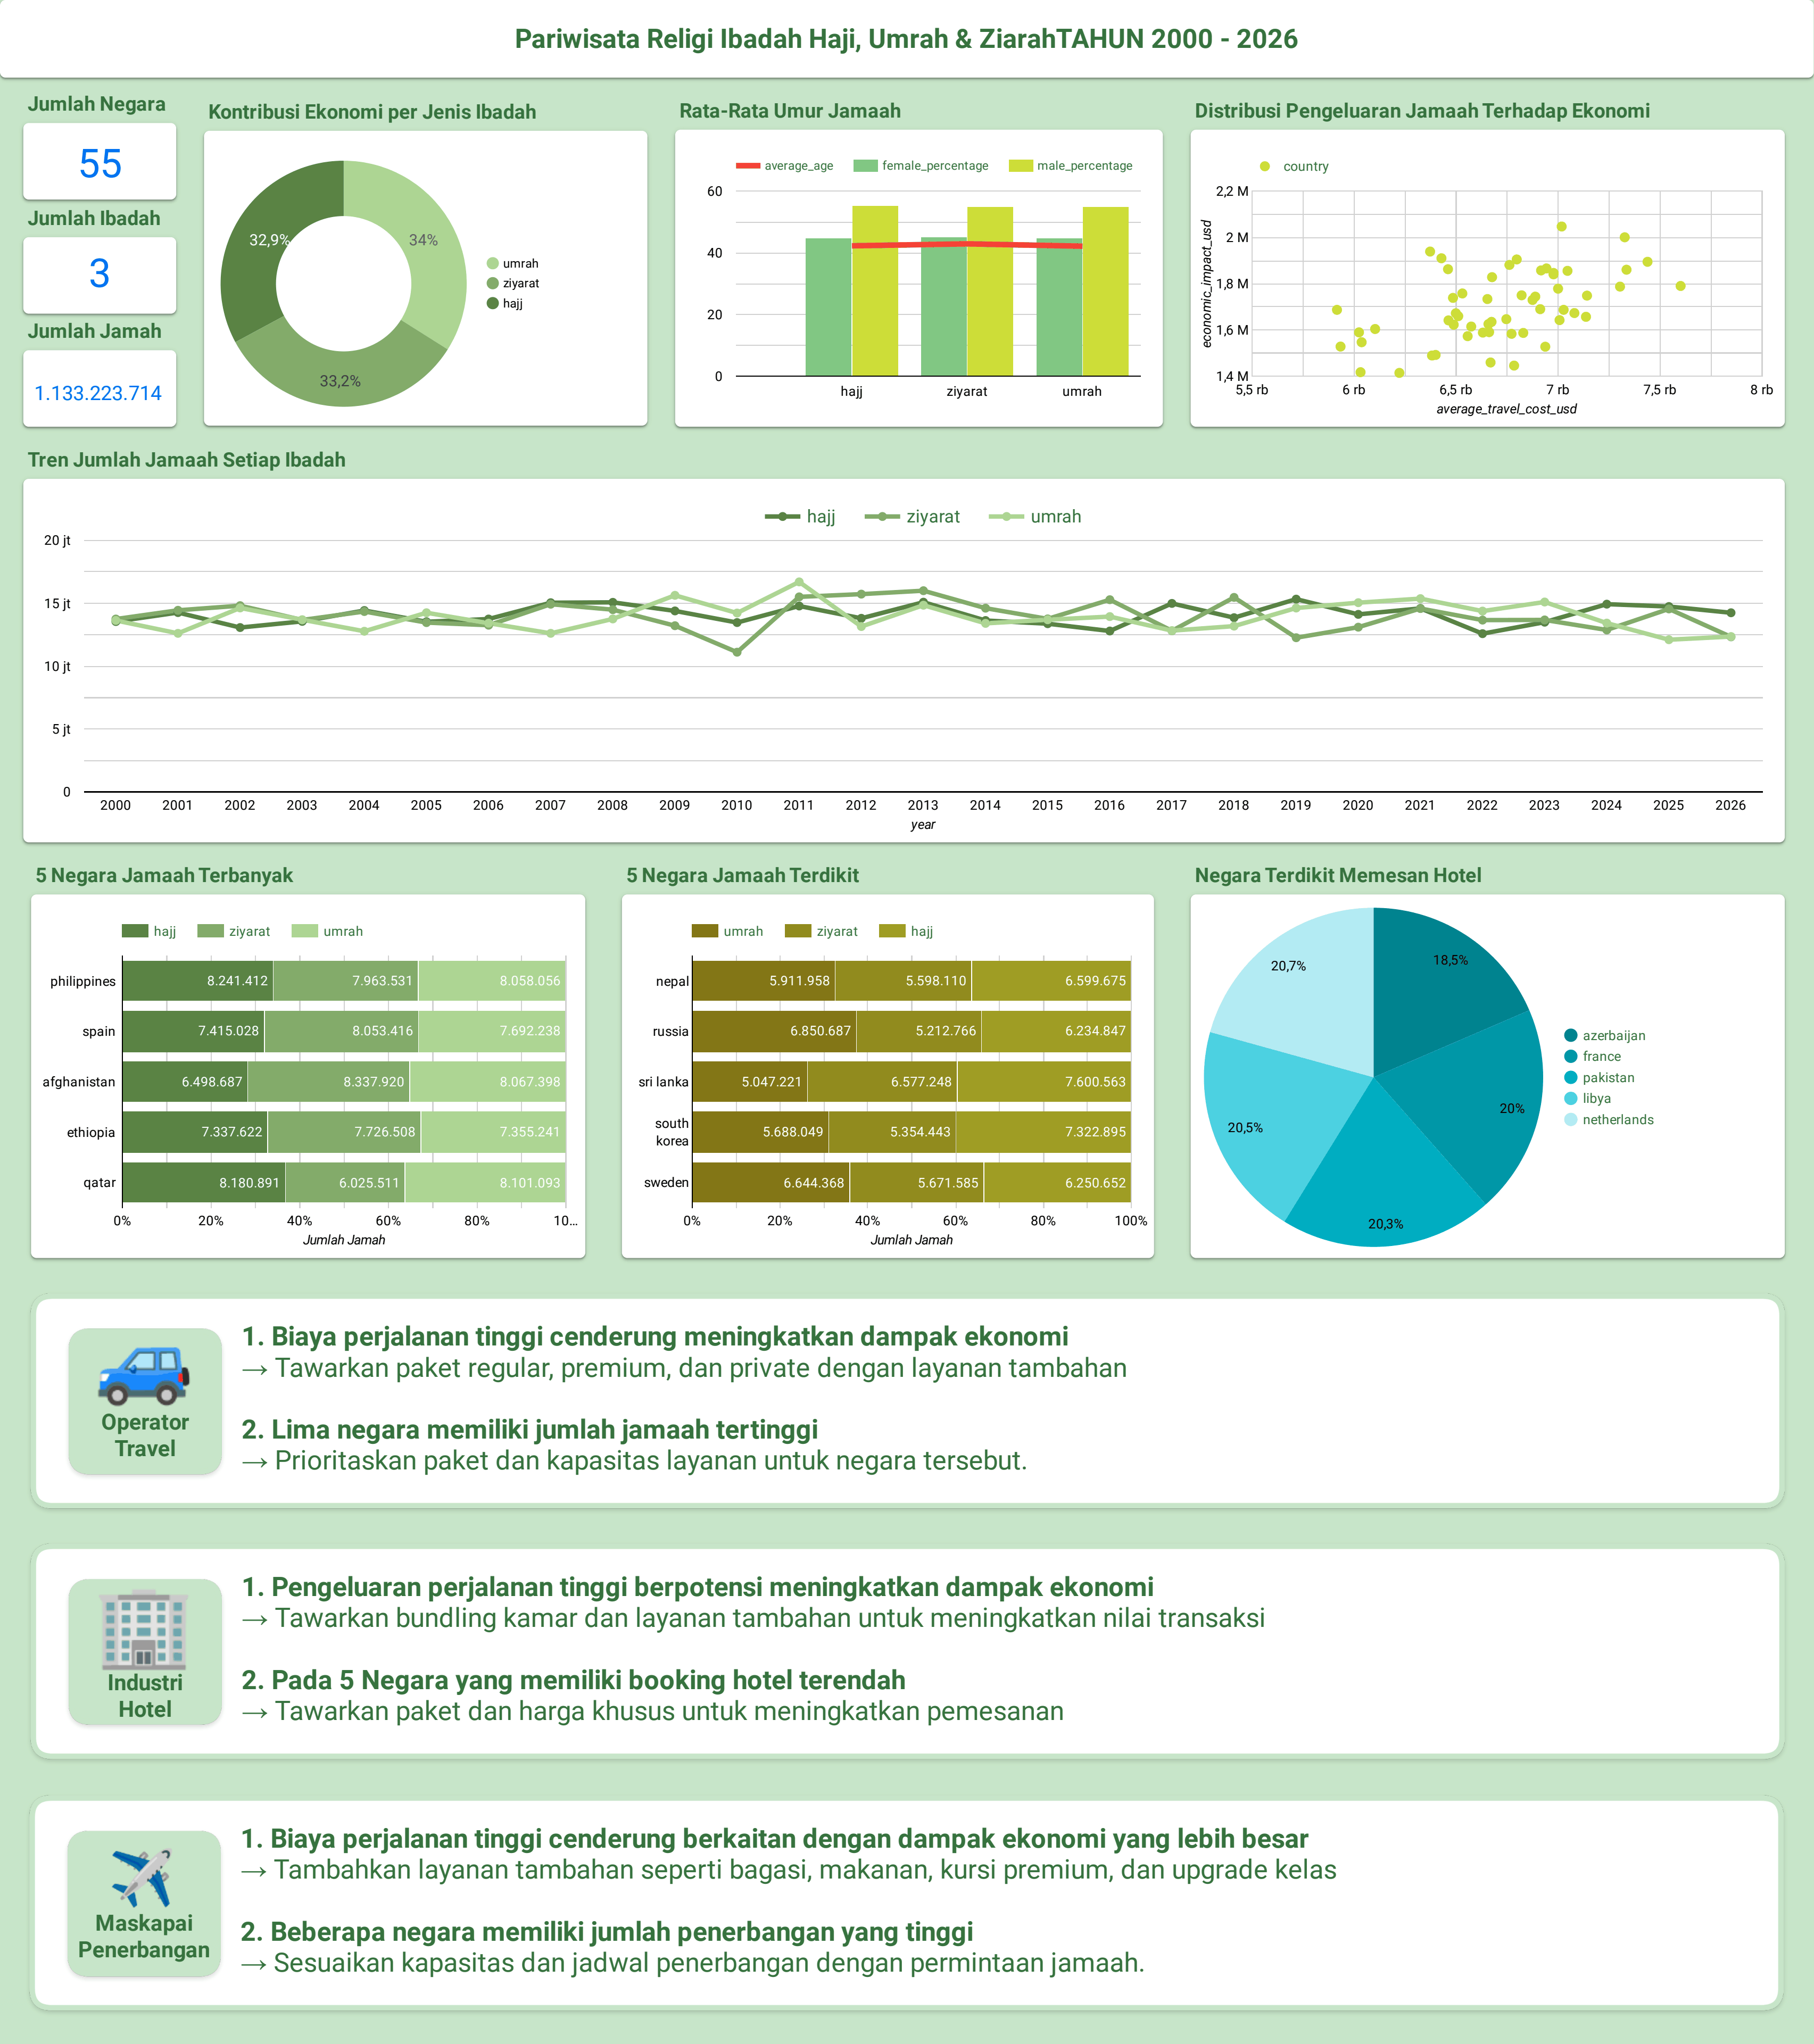 Pariwisata Religi Ibadah Haji, Umrah & ZiarahTAHUN 2000 - 2026
Jumlah Negara
55
Jumlah Ibadah
3
Jumlah Jamah
1.133.223.714
Kontribusi Ekonomi per Jenis Ibadah
32,9%
34%
33,2%
umrah
ziyarat
hajj
Rata-Rata Umur Jamaah
average_age female_percentage male_percentage
60
40
20
0
hajj ziyarat umrah
Distribusi Pengeluaran Jamaah Terhadap Ekonomi
country
economic_impact_usd
2,2 M
2 M
1,8 M
1,6 M
1,4 M
5,5 rb 6 rb 6,5 rb 7 rb 7,5 rb 8 rb
average_travel_cost_usd
Tren Jumlah Jamaah Setiap Ibadah
hajj ziyarat umrah
20 jt
15 jt
10 jt
5 jt
0
2000 2001 2002 2003 2004 2005 2006 2007 2008 2009 2010 2011 2012 2013 2014 2015 2016 2017 2018 2019 2020 2021 2022 2023 2024 2025 2026
year
5 Negara Jamaah Terbanyak
hajj ziyarat umrah
philippines 8.241.412 7.963.531 8.058.056
spain 7.415.028 8.053.416 7.692.238
afghanistan 6.498.687 8.337.920 8.067.398
ethiopia 7.337.622 7.726.508 7.355.241
qatar 8.180.891 6.025.511 8.101.093
0% 20% 40% 60% 80% 10...
Jumlah Jamah
5 Negara Jamaah Terdikit
umrah ziyarat hajj
nepal 5.911.958 5.598.110 6.599.675
russia 6.850.687 5.212.766 6.234.847
sri lanka 5.047.221 6.577.248 7.600.563
south
korea 5.688.049 5.354.443 7.322.895
sweden 6.644.368 5.671.585 6.250.652
0% 20% 40% 60% 80% 100%
Jumlah Jamah
Negara Terdikit Memesan Hotel
18,5%
20%
20,3%
20,5%
20,7%
azerbaijan
france
pakistan
libya
netherlands
Operator
Travel
1. Biaya perjalanan tinggi cenderung meningkatkan dampak ekonomi
→ Tawarkan paket regular, premium, dan private dengan layanan tambahan
2. Lima negara memiliki jumlah jamaah tertinggi
→ Prioritaskan paket dan kapasitas layanan untuk negara tersebut.
Industri
Hotel
1. Pengeluaran perjalanan tinggi berpotensi meningkatkan dampak ekonomi
→ Tawarkan bundling kamar dan layanan tambahan untuk meningkatkan nilai transaksi
2. Pada 5 Negara yang memiliki booking hotel terendah
→ Tawarkan paket dan harga khusus untuk meningkatkan pemesanan
Maskapai
Penerbangan
1. Biaya perjalanan tinggi cenderung berkaitan dengan dampak ekonomi yang lebih besar
→ Tambahkan layanan tambahan seperti bagasi, makanan, kursi premium, dan upgrade kelas
2. Beberapa negara memiliki jumlah penerbangan yang tinggi
→ Sesuaikan kapasitas dan jadwal penerbangan dengan permintaan jamaah.